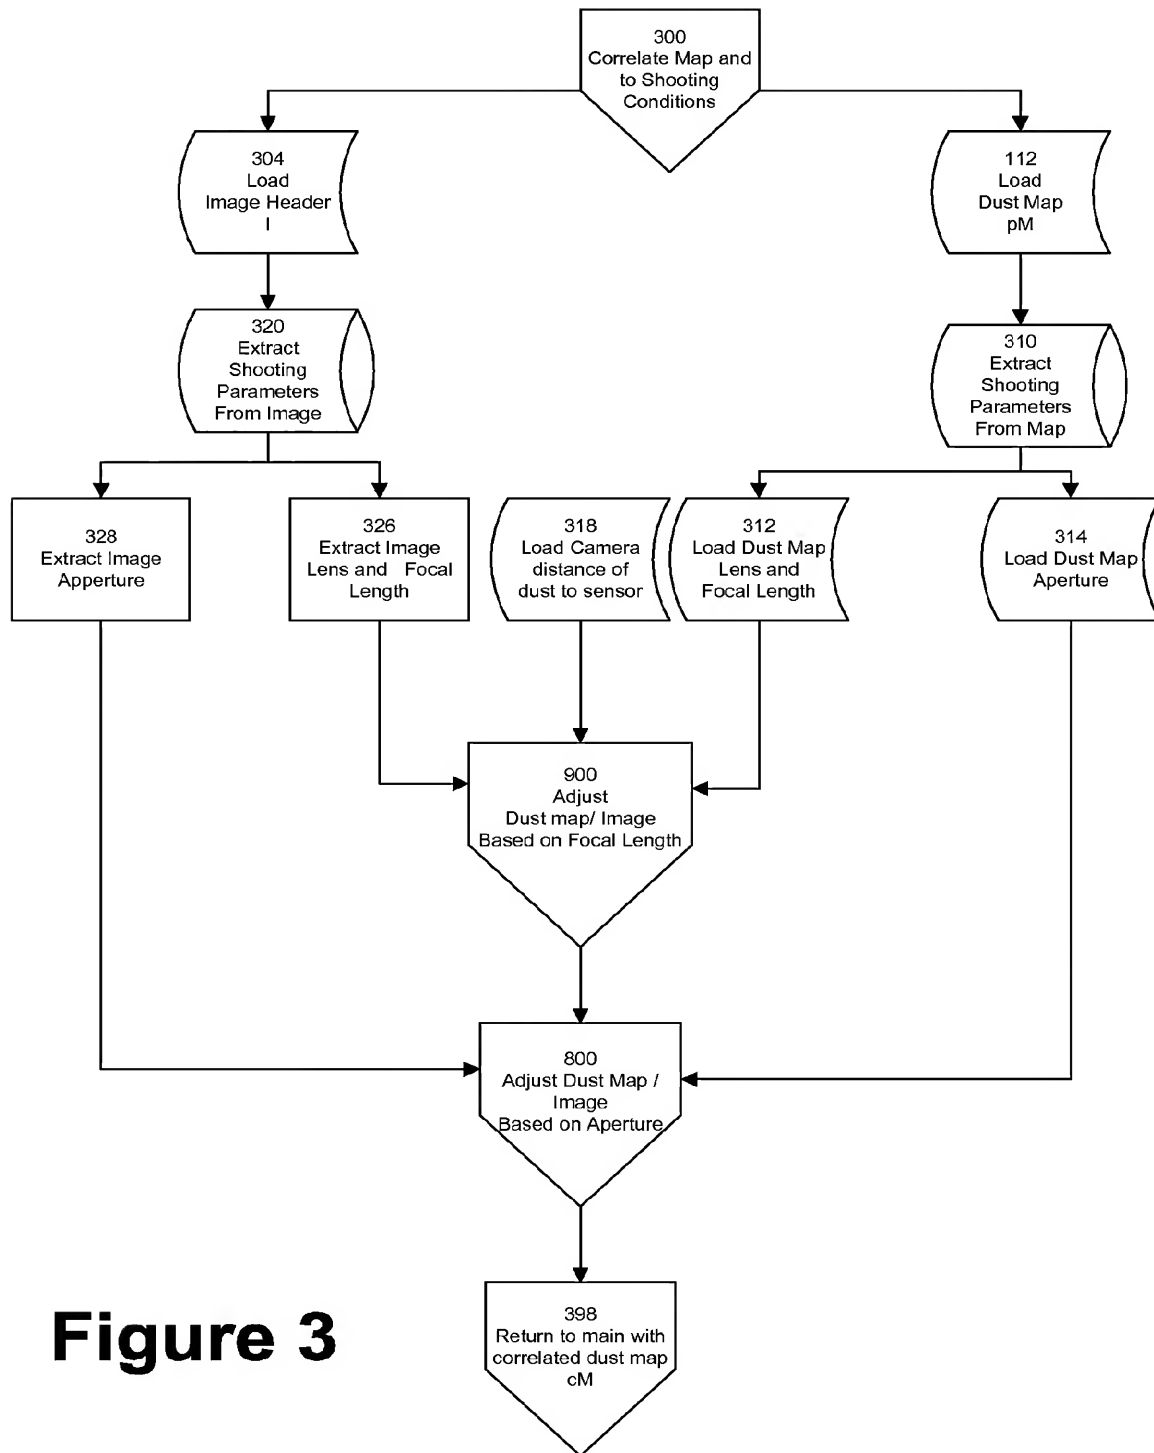 300
Correlate Map and
to Shooting
Conditions
304
Load
Image Header
I
112
Load
Dust Map
pM
320
Extract
Shooting
Parameters
From Image
310
Extract
Shooting
Parameters
From Map
328
Extract Image
Apperture
326
Extract Image
Lens and Focal
Length
318
Load Camera
distance of
dust to sensor
312
Load Dust Map
Lens and
Focal Length
314
Load Dust Map
Aperture
900
Adjust
Dust map/ Image
Based on Focal Length
800
Adjust Dust Map /
Image
Based on Aperture
398
Return to main with
correlated dust map
cM
Figure 3